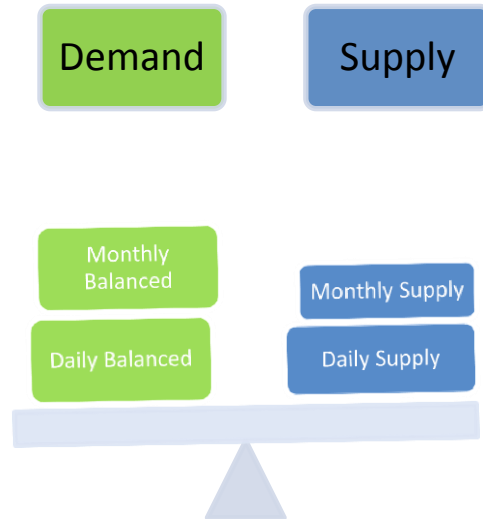 Demand
Supply
Monthly
Balanced
Monthly Supply
Daily Balanced
Daily Supply